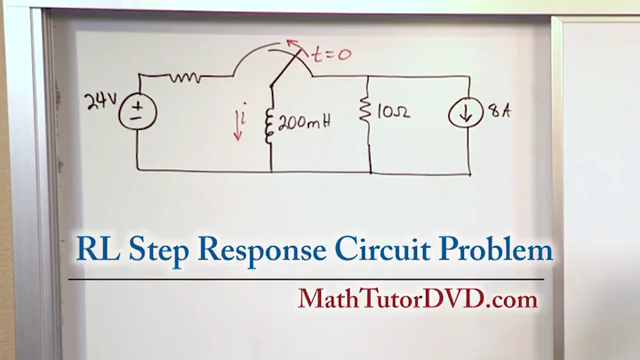 t=0
24V
+
−
i
200mH
10Ω
8A
RL Step Response Circuit Problem
MathTutorDVD.com